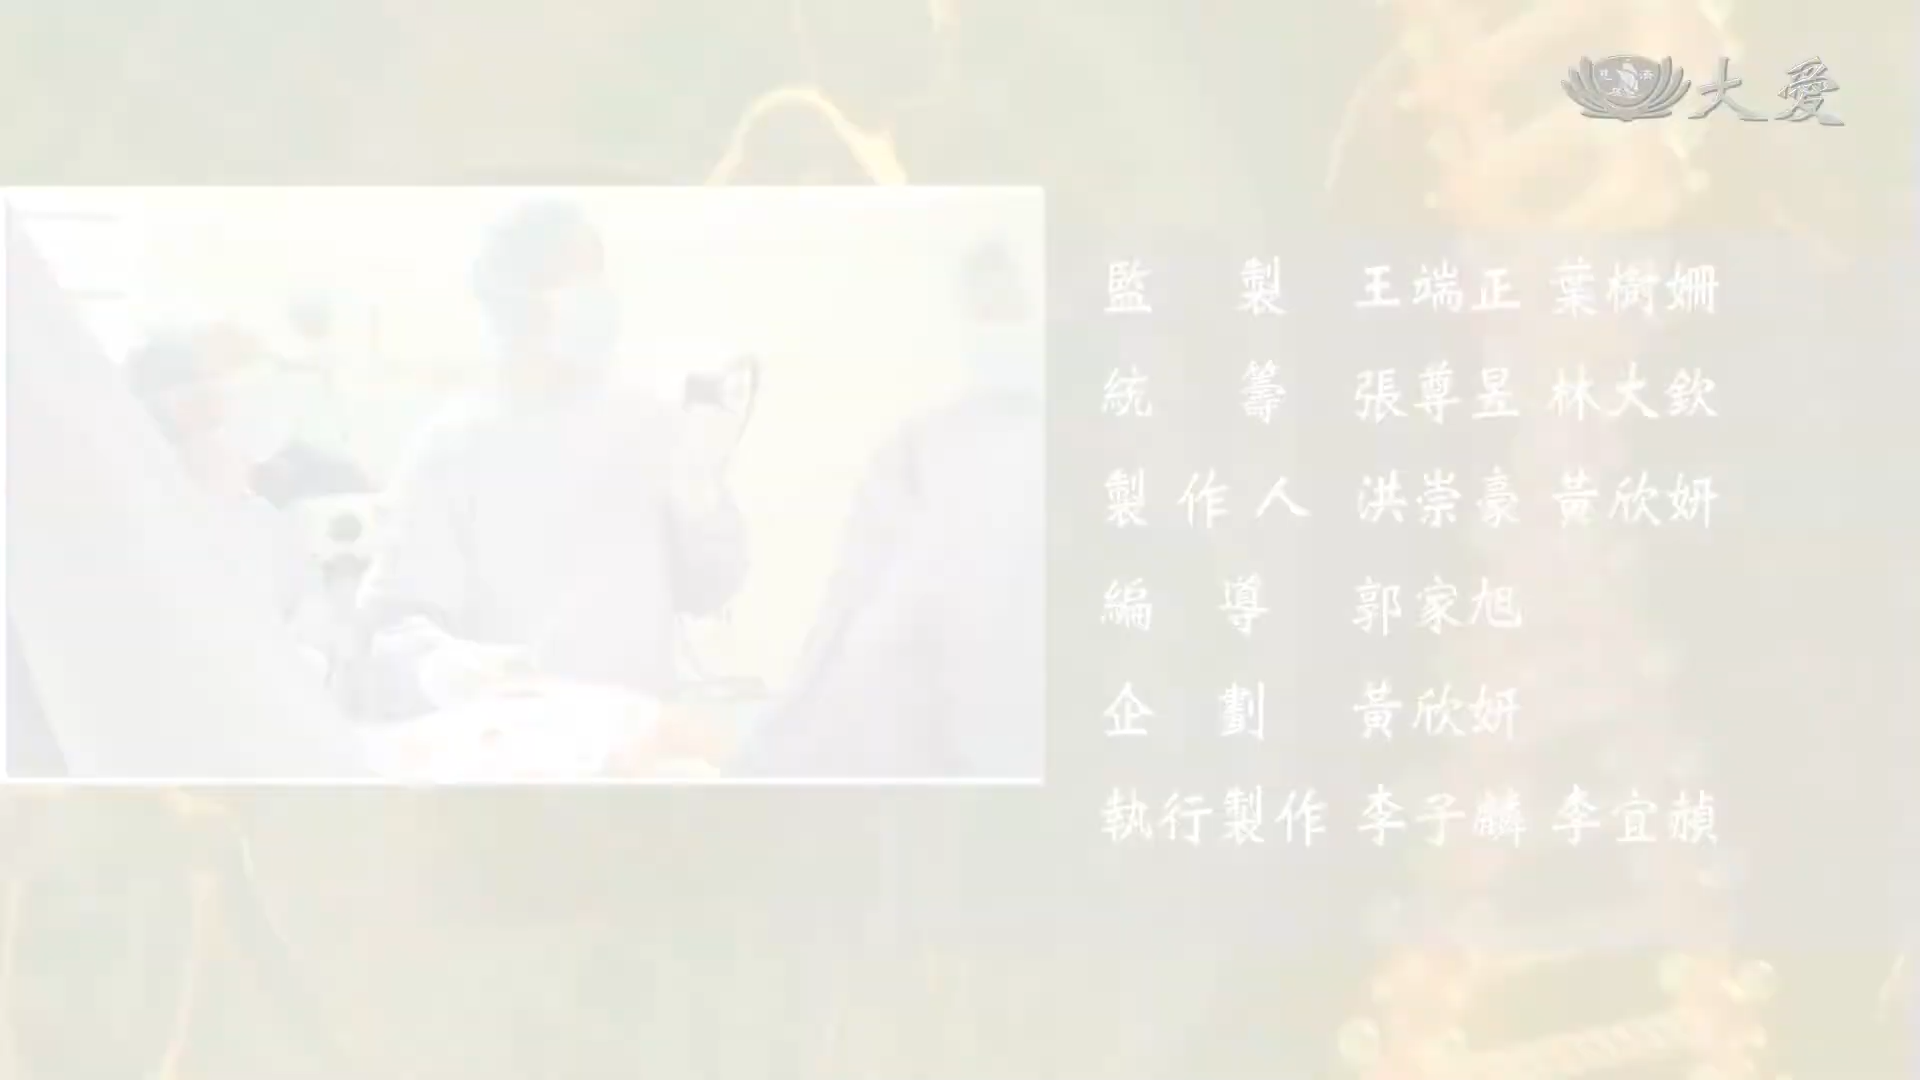 大愛
監製 王端正 葉樹姍
統籌 張尊昱 林大欽
製作人 洪崇豪 黃欣妍
編導 郭家旭
企劃 黃欣妍
執行製作 李子麟 李宜赬